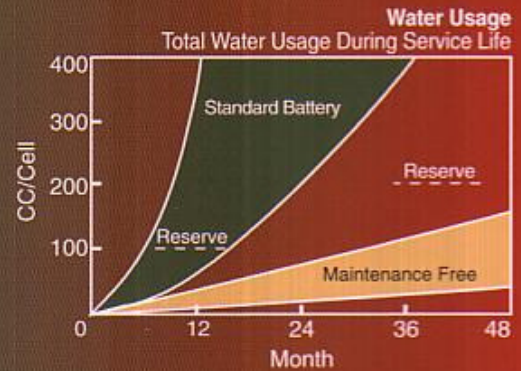 Water Usage
Total Water Usage During Service Life
400
300
200
100
0
12
24
36
48
CC/Cell
Month
Standard Battery
Reserve
Reserve
Maintenance Free